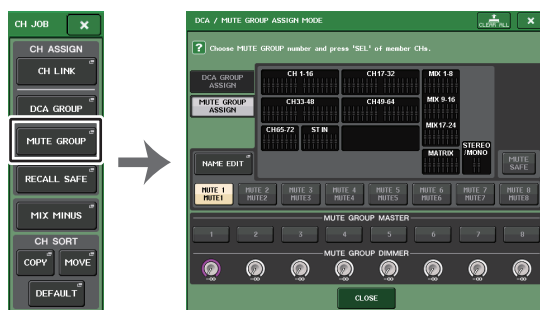 CH JOB
CH ASSIGN
CH LINK
DCA GROUP
MUTE GROUP
RECALL SAFE
MIX MINUS
CH SORT
COPY MOVE
DEFAULT
DCA / MUTE GROUP ASSIGN MODE
CLEAR ALL
? Choose MUTE GROUP number and press 'SEL' of member CHs.
DCA GROUP ASSIGN
MUTE GROUP ASSIGN
CH 1-16 CH17-32 MIX 1-8
CH33-48 CH49-64 MIX 9-16
CH65-72 ST IN MIX17-24
MATRIX STEREO /MONO
NAME EDIT
MUTE SAFE
MUTE 1 MUTE 2 MUTE 3 MUTE 4 MUTE 5 MUTE 6 MUTE 7 MUTE 8
MUTE1 MUTE2 MUTE3 MUTE4 MUTE5 MUTE6 MUTE7 MUTE8
MUTE GROUP MASTER
1 2 3 4 5 6 7 8
MUTE GROUP DIMMER
-∞ -∞ -∞ -∞ -∞ -∞ -∞ -∞
CLOSE